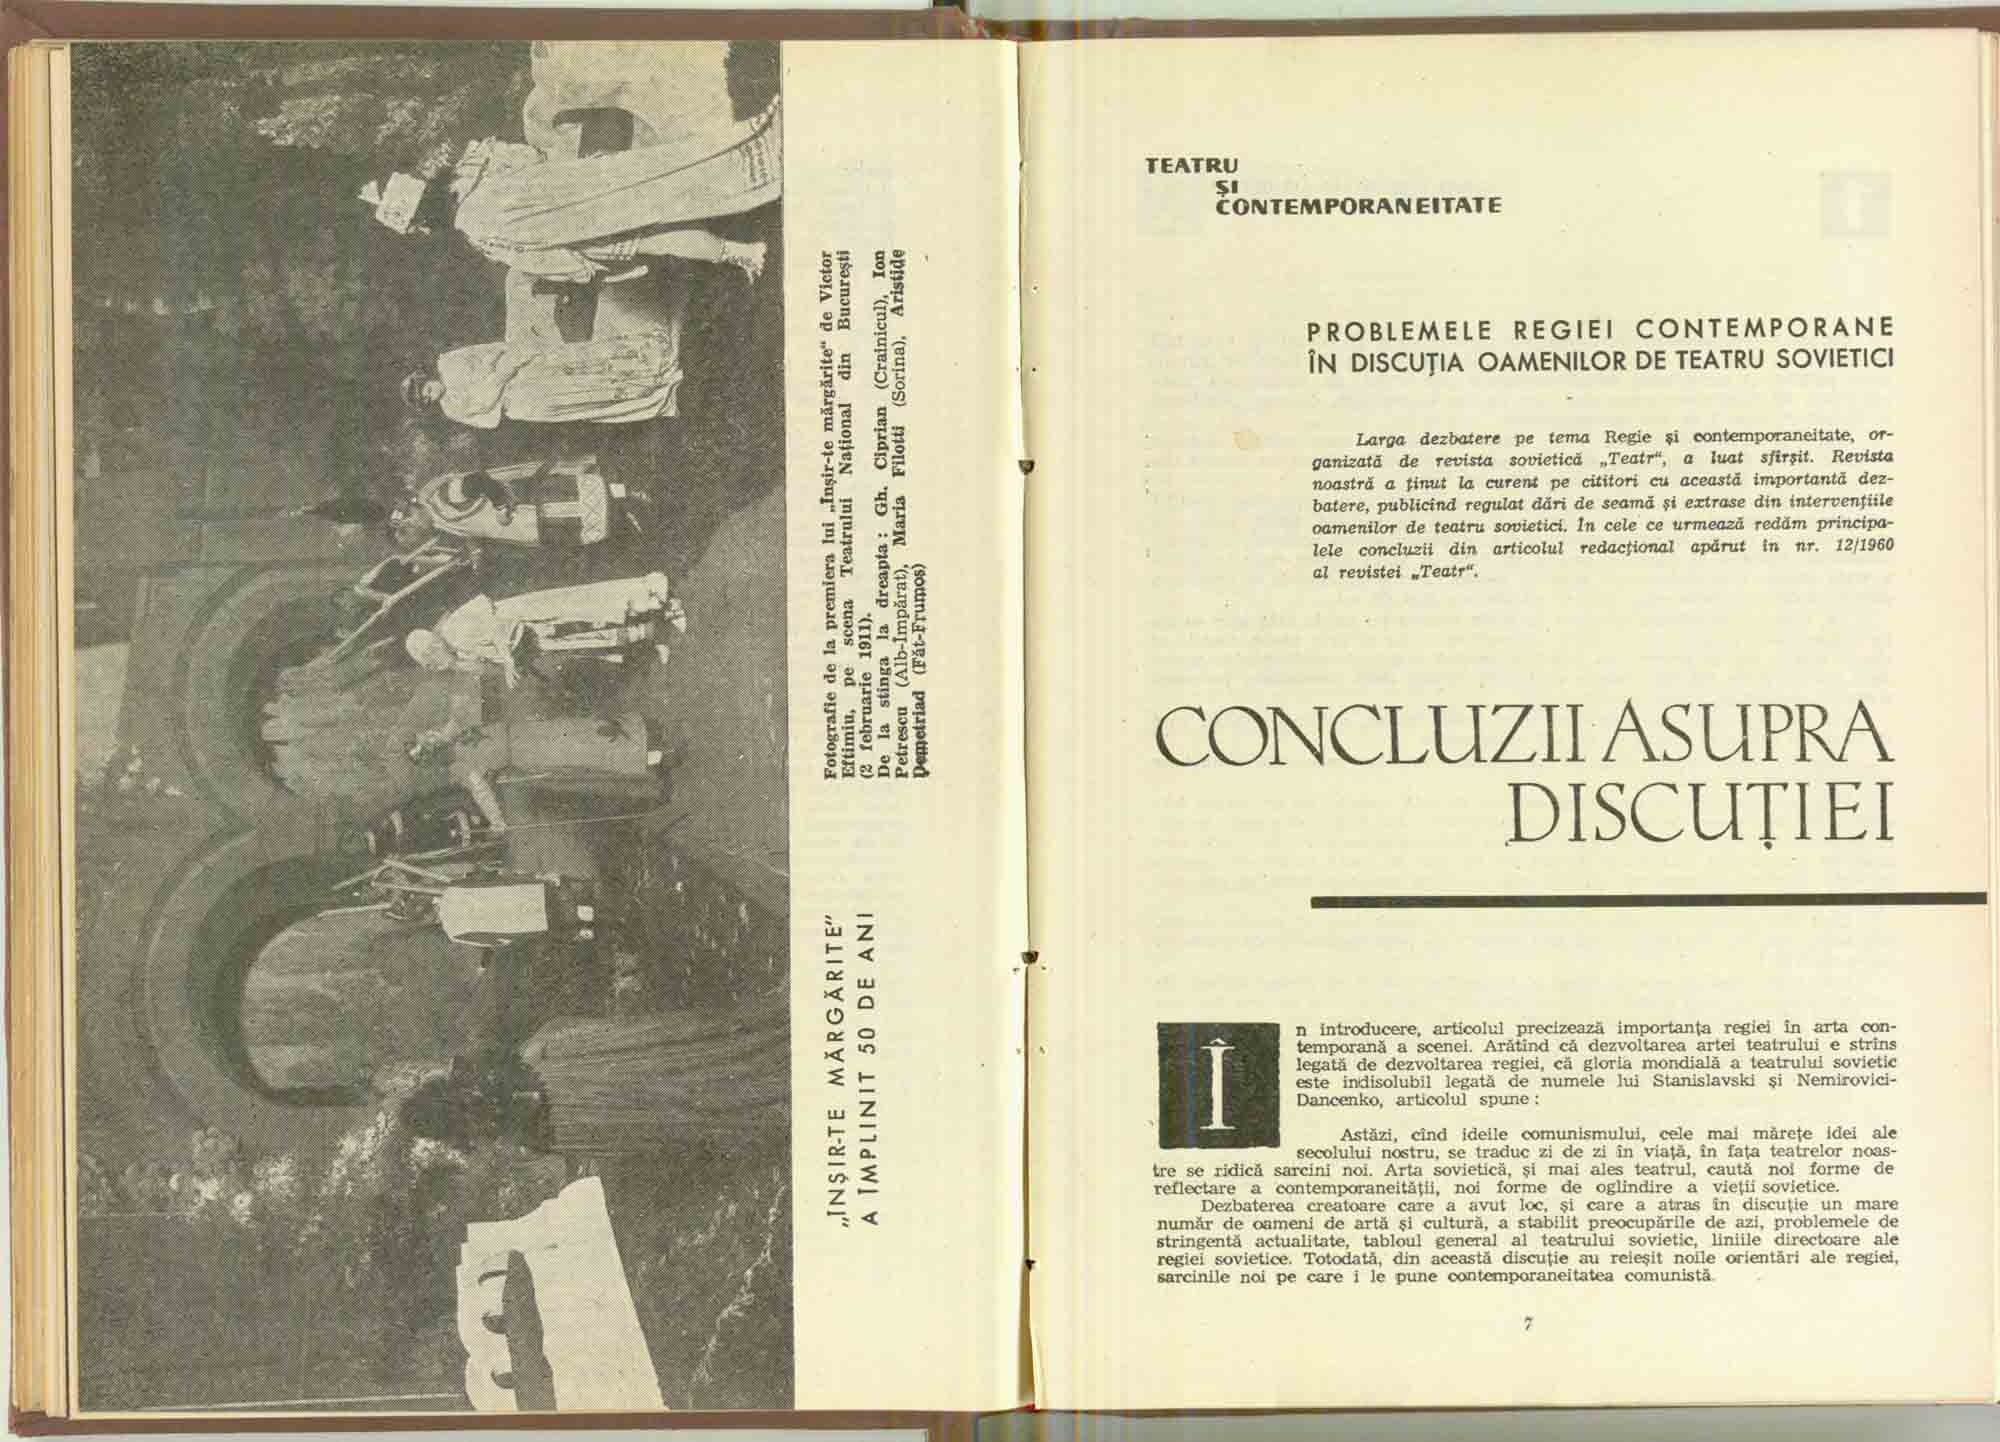 „ÎNȘIR-TE MĂRGĂRITE”
A ÎMPLINIT 50 DE ANI
Fotografie de la premiera lui „Înșir-te mărgărite“ de Victor
Eftimiu, pe scena Teatrului Național din București
(2 februarie 1911).
De la stînga la dreapta : Gh. Ciprian (Crainicul), Ion
Petrescu (Alb-Împărat), Maria Filotti (Sorina), Aristide
Demetriad (Făt-Frumos)
TEATRU
ȘI
CONTEMPORANEITATE
PROBLEMELE REGIEI CONTEMPORANE
ÎN DISCUȚIA OAMENILOR DE TEATRU SOVIETICI
Larga dezbatere pe tema Regie și contemporaneitate, or-
ganizată de revista sovietică „Teatr“, a luat sfîrșit. Revista
noastră a ținut la curent pe cititori cu această importantă dez-
batere, publicînd regulat dări de seamă și extrase din intervențiile
oamenilor de teatru sovietici. În cele ce urmează redăm principa-
lele concluzii din articolul redacțional apărut în nr. 12/1960
al revistei „Teatr“.
CONCLUZII ASUPRA
DISCUȚIEI
În introducere, articolul precizează importanța regiei în arta con-
temporană a scenei. Arătînd că dezvoltarea artei teatrului e strîns
legată de dezvoltarea regiei, că gloria mondială a teatrului sovietic
este indisolubil legată de numele lui Stanislavski și Nemirovici-
Dancenko, articolul spune :
Astăzi, cînd ideile comunismului, cele mai mărețe idei ale
secolului nostru, se traduc zi de zi în viață, în fața teatrelor noas-
tre se ridică sarcini noi. Arta sovietică, și mai ales teatrul, caută noi forme de
reflectare a contemporaneității, noi forme de oglindire a vieții sovietice.
Dezbaterea creatoare care a avut loc, și care a atras în discuție un mare
număr de oameni de artă și cultură, a stabilit preocupările de azi, problemele de
stringentă actualitate, tabloul general al teatrului sovietic, liniile directoare ale
regiei sovietice. Totodată, din această discuție au reieșit noile orientări ale regiei,
sarcinile noi pe care i le pune contemporaneitatea comunistă.
7